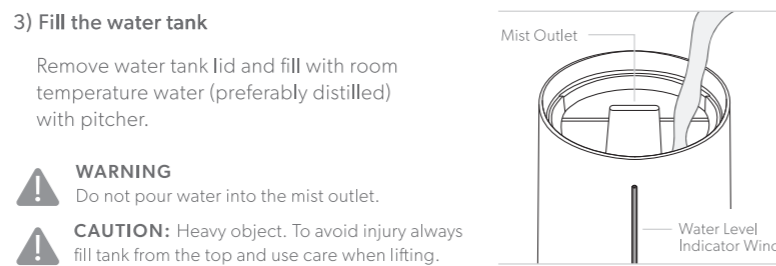 3) Fill the water tank
Remove water tank lid and fill with room
temperature water (preferably distilled)
with pitcher.
WARNING
Do not pour water into the mist outlet.
CAUTION: Heavy object. To avoid injury always
fill tank from the top and use care when lifting.
Mist Outlet
Water Level
Indicator